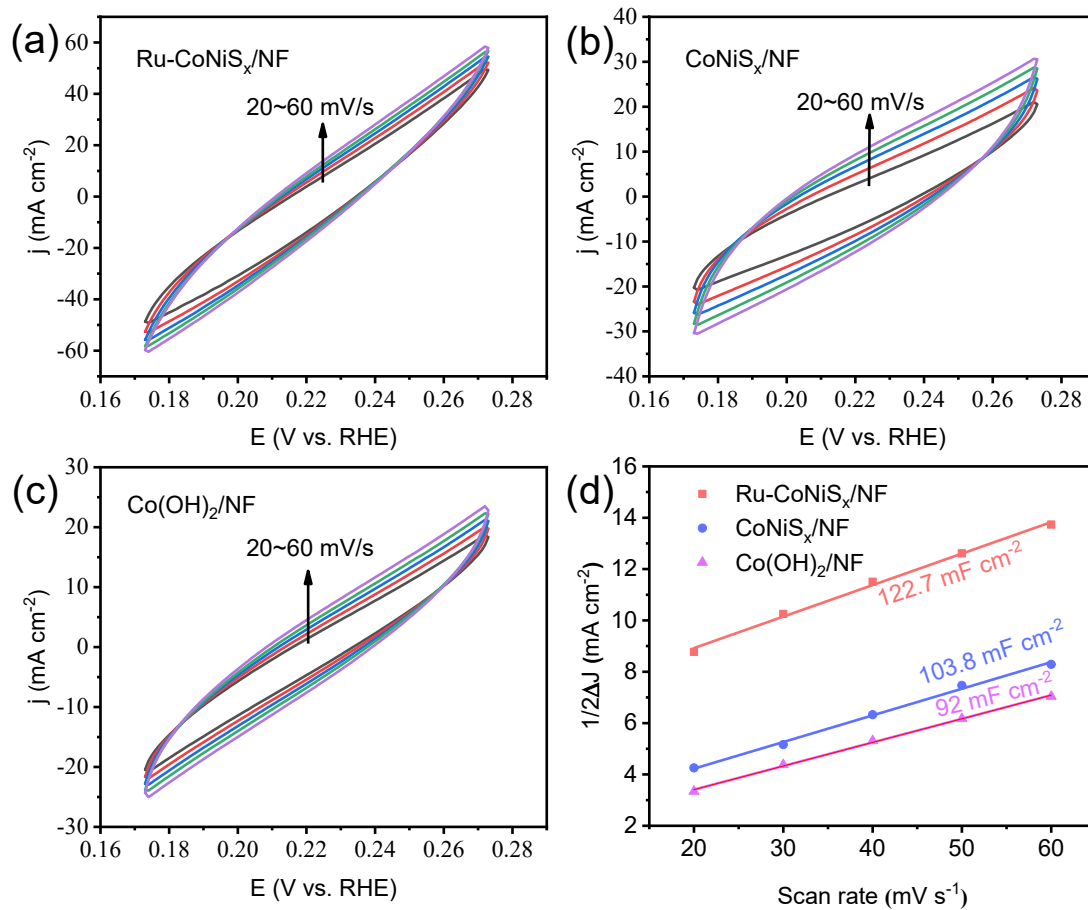 (a)
Ru-CoNiSₓ/NF
20~60 mV/s
60
40
20
0
-20
-40
-60
j (mA cm⁻²)
0.16 0.18 0.20 0.22 0.24 0.26 0.28
E (V vs. RHE)
(b)
CoNiSₓ/NF
20~60 mV/s
40
30
20
10
0
-10
-20
-30
-40
j (mA cm⁻²)
0.16 0.18 0.20 0.22 0.24 0.26 0.28
E (V vs. RHE)
(c)
Co(OH)₂/NF
20~60 mV/s
30
20
10
0
-10
-20
-30
j (mA cm⁻²)
0.16 0.18 0.20 0.22 0.24 0.26 0.28
E (V vs. RHE)
(d)
Ru-CoNiSₓ/NF
CoNiSₓ/NF
Co(OH)₂/NF
122.7 mF cm⁻²
103.8 mF cm⁻²
92 mF cm⁻²
16
14
12
10
8
6
4
2
1/2ΔJ (mA cm⁻²)
20 30 40 50 60
Scan rate (mV s⁻¹)